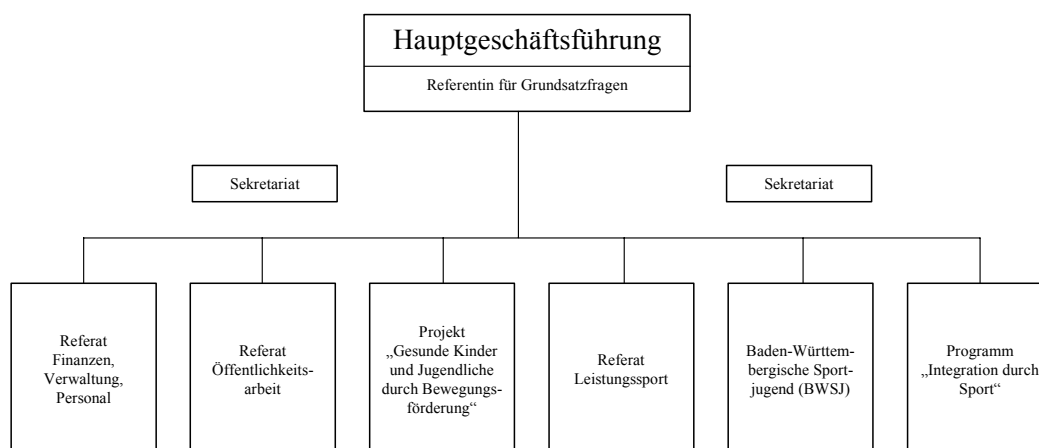 Hauptgeschäftsführung
Referentin für Grundsatzfragen
Sekretariat
Sekretariat
Referat
Finanzen,
Verwaltung,
Personal
Referat
Öffentlichkeits-
arbeit
Projekt
„Gesunde Kinder
und Jugendliche
durch Bewegungs-
förderung“
Referat
Leistungssport
Baden-Württem-
bergische Sport-
jugend (BWSJ)
Programm
„Integration durch
Sport“